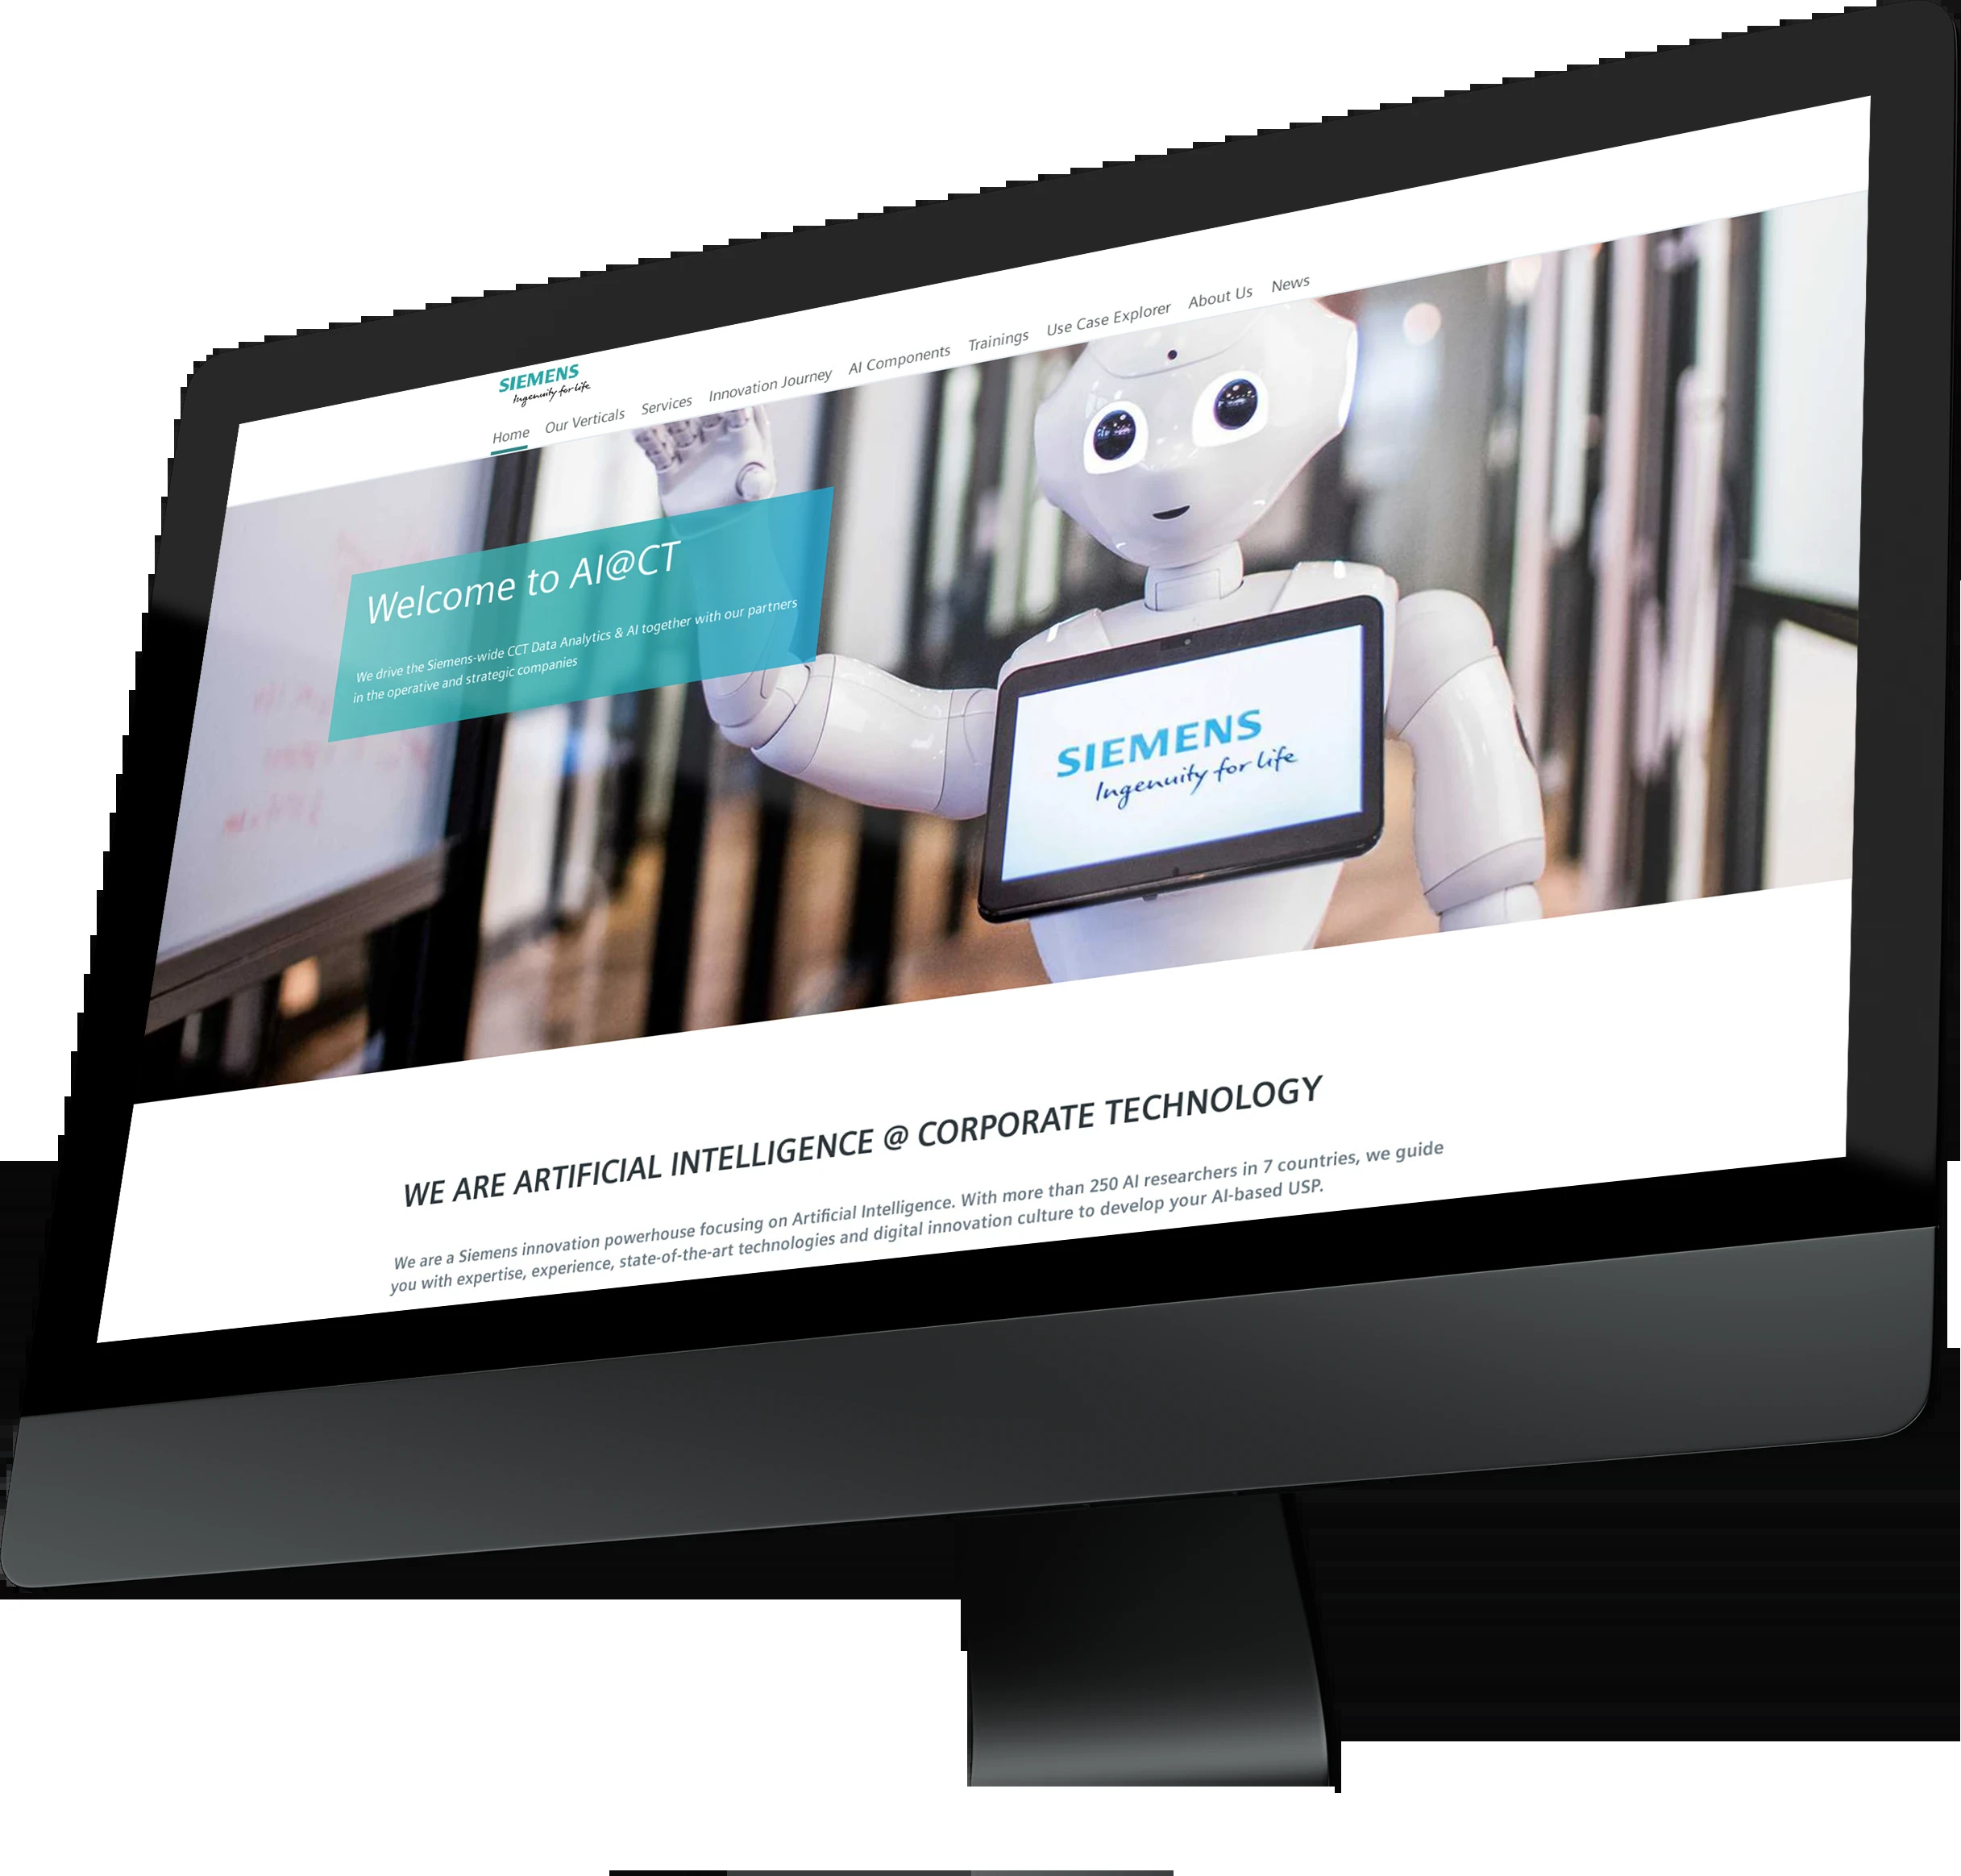 SIEMENS
Ingenuity for life
Home Our Verticals Services Innovation Journey AI Components Trainings Use Case Explorer About Us News
Welcome to AI@CT
We drive the Siemens-wide CCT Data Analytics & AI together with our partners
in the operative and strategic companies
SIEMENS
Ingenuity for life
WE ARE ARTIFICIAL INTELLIGENCE @ CORPORATE TECHNOLOGY
We are a Siemens innovation powerhouse focusing on Artificial Intelligence. With more than 250 AI researchers in 7 countries, we guide
you with expertise, experience, state-of-the-art technologies and digital innovation culture to develop your AI-based USP.